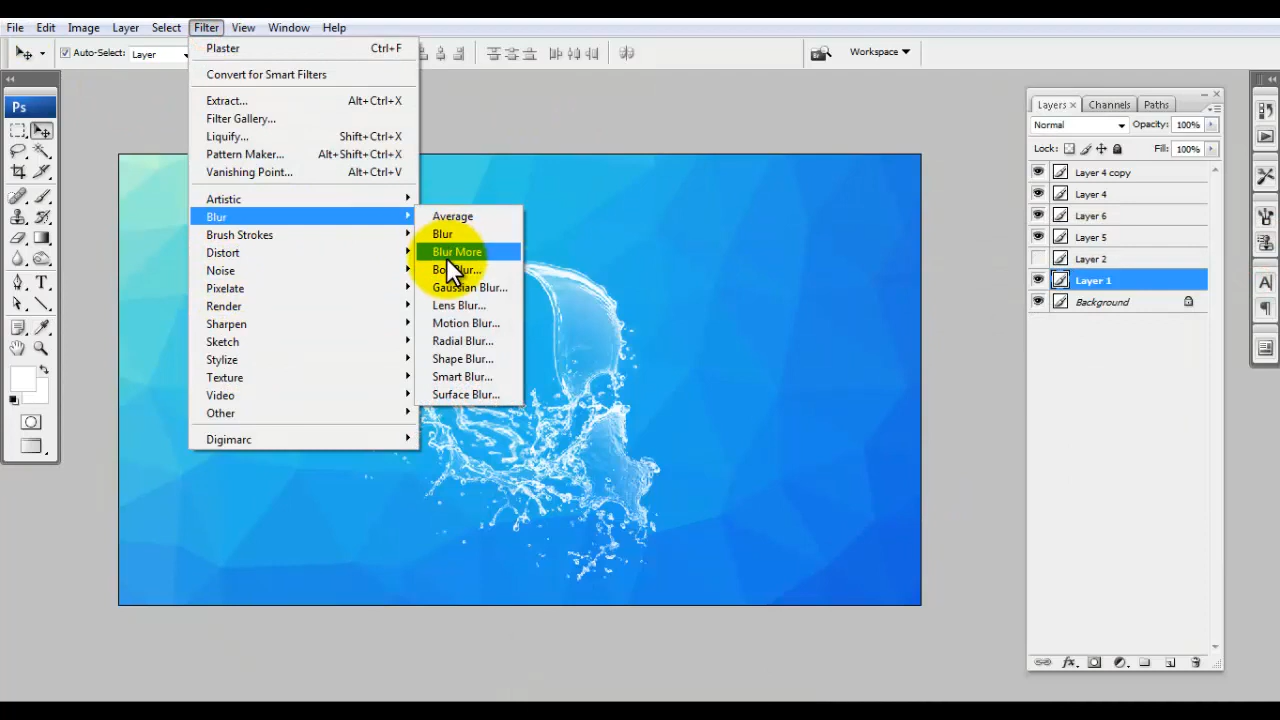 File Edit Image Layer Select Filter View Window Help
Auto-Select: Layer
Workspace
Plaster Ctrl+F
Convert for Smart Filters
Extract... Alt+Ctrl+X
Filter Gallery...
Liquify... Shift+Ctrl+X
Pattern Maker... Alt+Shift+Ctrl+X
Vanishing Point... Alt+Ctrl+V
Artistic
Blur
Brush Strokes
Distort
Noise
Pixelate
Render
Sharpen
Sketch
Stylize
Texture
Video
Other
Digimarc
Average
Blur
Blur More
Gaussian Blur...
Lens Blur...
Motion Blur...
Radial Blur...
Shape Blur...
Smart Blur...
Surface Blur...
Ps
Layers × Channels Paths
Normal Opacity: 100%
Lock: Fill: 100%
Layer 4 copy
Layer 4
Layer 6
Layer 5
Layer 2
Layer 1
Background